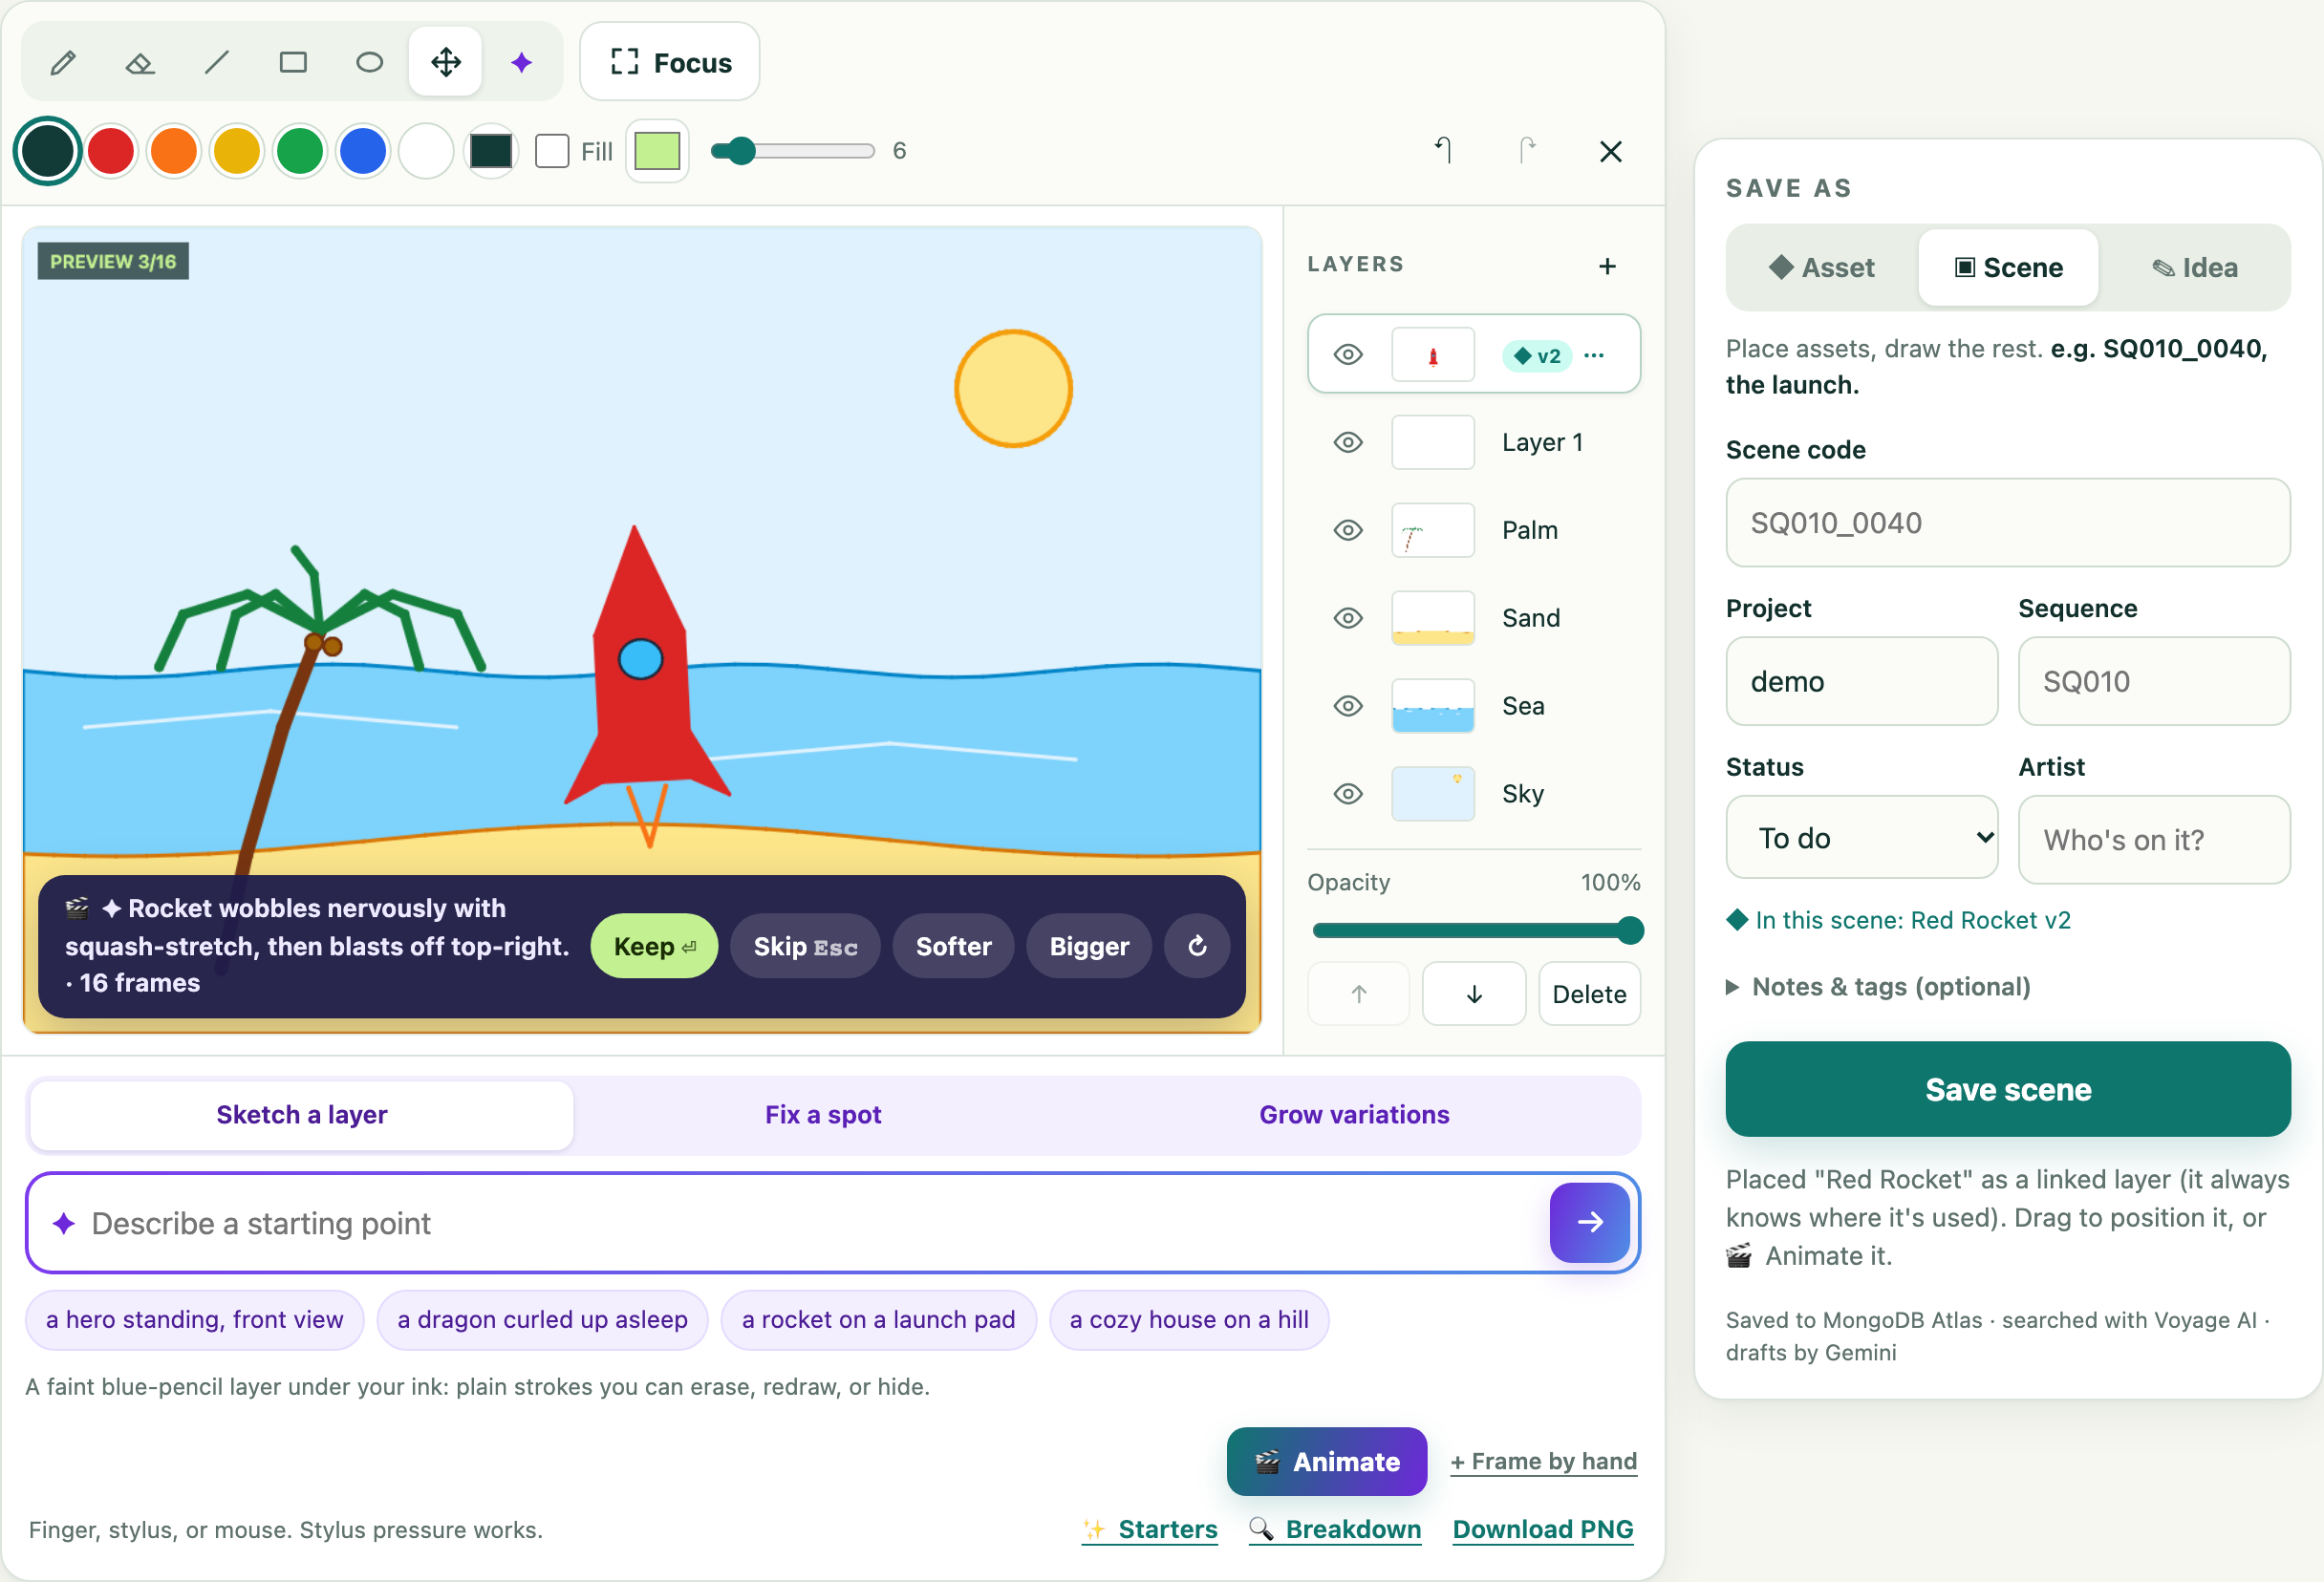 Focus
Fill
6
PREVIEW 3/16
🎬 ✦ Rocket wobbles nervously with
squash-stretch, then blasts off top-right.
· 16 frames
Keep ⏎
Skip Esc
Softer
Bigger
↻
LAYERS
+
◆ v2 ···
Layer 1
Palm
Sand
Sea
Sky
Opacity 100%
↑ ↓ Delete
Sketch a layer
Fix a spot
Grow variations
✦ Describe a starting point
a hero standing, front view
a dragon curled up asleep
a rocket on a launch pad
a cozy house on a hill
A faint blue-pencil layer under your ink: plain strokes you can erase, redraw, or hide.
🎬 Animate
+ Frame by hand
Finger, stylus, or mouse. Stylus pressure works.
✨ Starters
🔍 Breakdown
Download PNG
SAVE AS
◆ Asset
▣ Scene
✎ Idea
Place assets, draw the rest. e.g. SQ010_0040,
the launch.
Scene code
SQ010_0040
Project
Sequence
demo
SQ010
Status
Artist
To do
Who's on it?
◆ In this scene: Red Rocket v2
▶ Notes & tags (optional)
Save scene
Placed "Red Rocket" as a linked layer (it always
knows where it's used). Drag to position it, or
🎬 Animate it.
Saved to MongoDB Atlas · searched with Voyage AI ·
drafts by Gemini